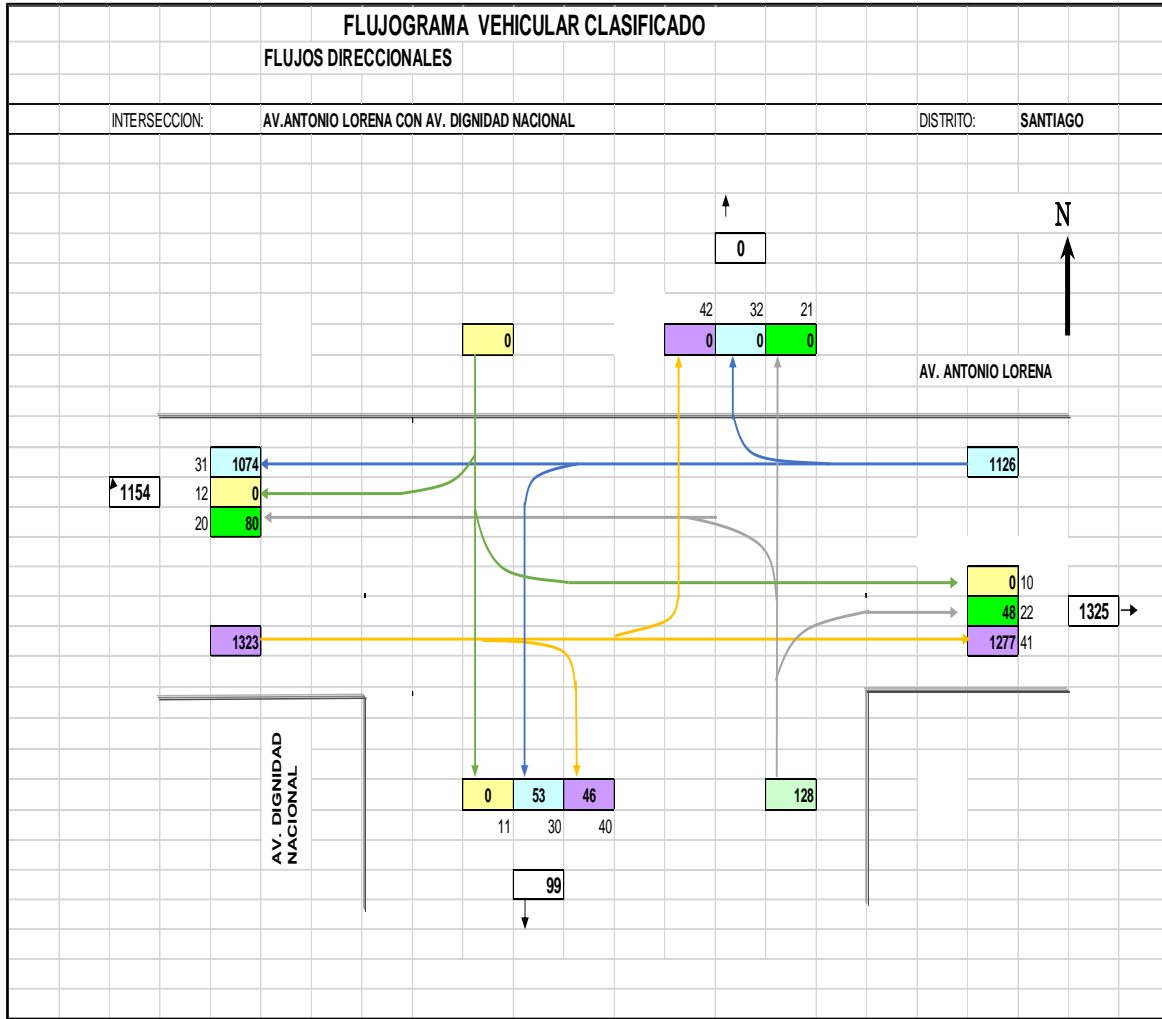 FLUJOGRAMA VEHICULAR CLASIFICADO
FLUJOS DIRECCIONALES
INTERSECCION: AV.ANTONIO LORENA CON AV. DIGNIDAD NACIONAL DISTRITO: SANTIAGO
N
0
42 32 21
0 0 0 0
AV. ANTONIO LORENA
31 1074 1126
1154 12 0
20 80
0 10
48 22 1325
1323 1277 41
AV. DIGNIDAD
NACIONAL
0 53 46 128
11 30 40
99